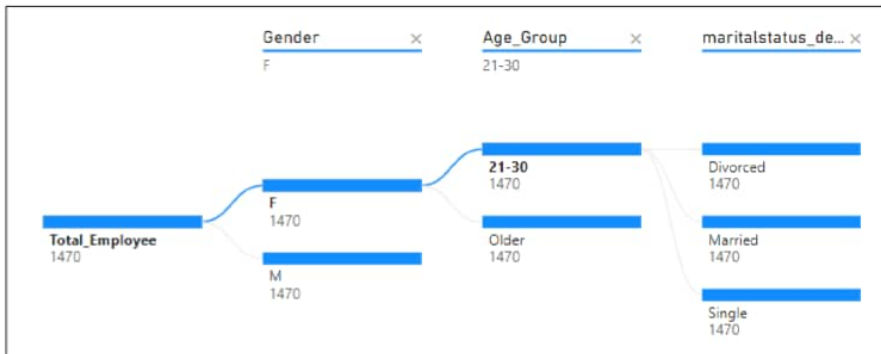 Gender ×
F
Age_Group ×
21-30
maritalstatus_de... ×
Total_Employee
1470
F
1470
M
1470
21-30
1470
Older
1470
Divorced
1470
Married
1470
Single
1470